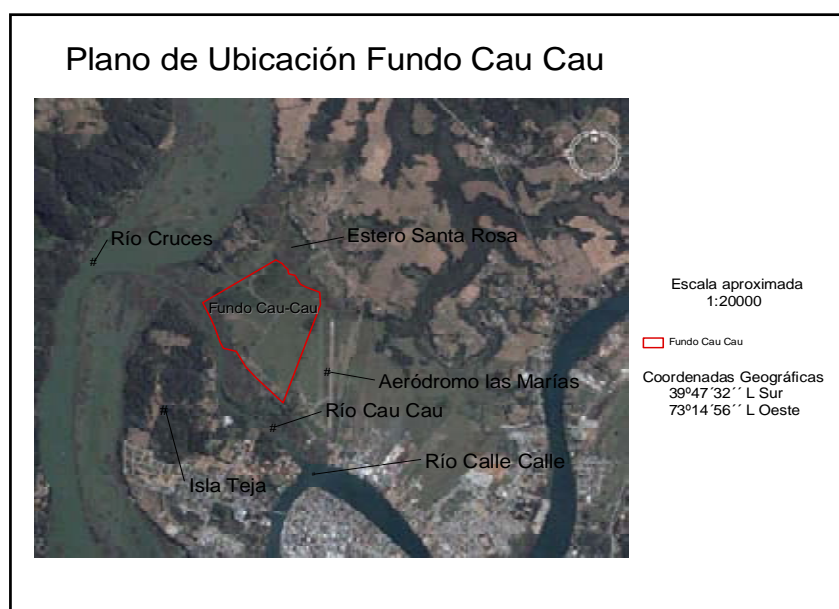 Plano de Ubicación Fundo Cau Cau
Estero Santa Rosa
# Río Cruces
Fundo Cau-Cau
# Aeródromo las Marías
# Río Cau Cau
# Isla Teja
Río Calle Calle
Escala aproximada
1:20000
Fundo Cau Cau
Coordenadas Geográficas
39º47´32´´ L Sur
73º14´56´´ L Oeste